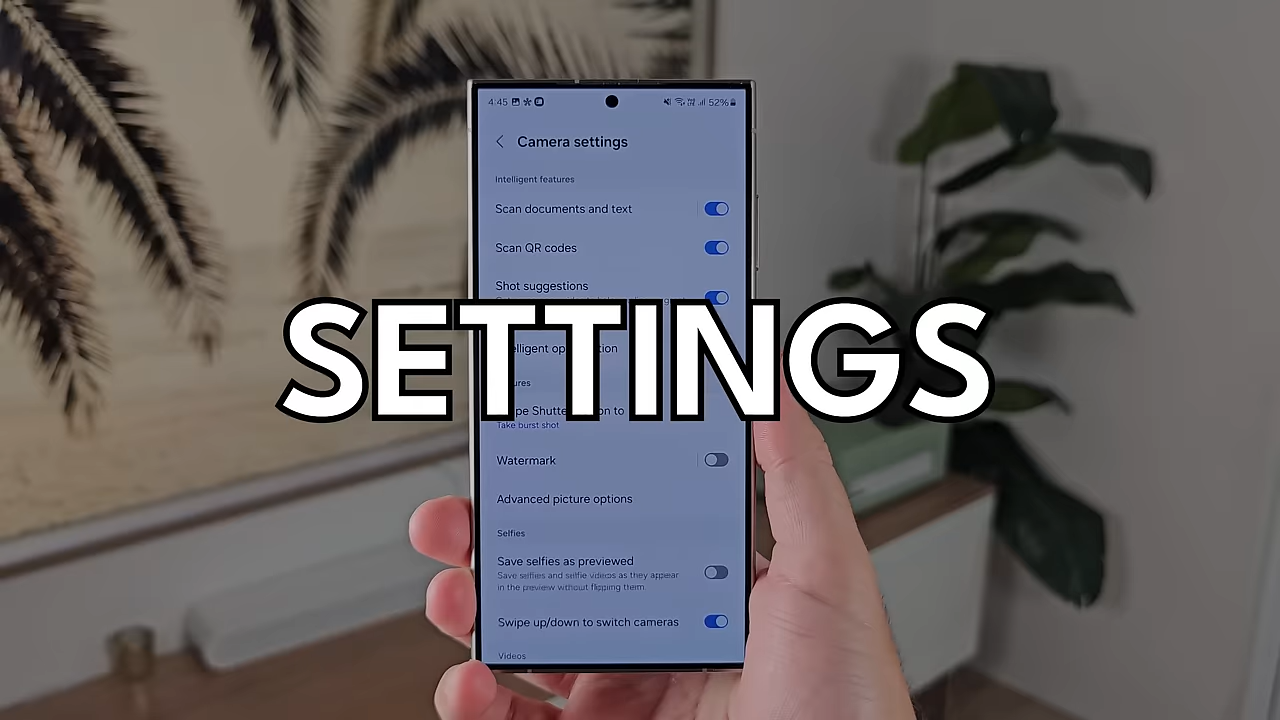 4:45 52%
Camera settings
Intelligent features
Scan documents and text
Scan QR codes
Shot suggestions
SETTINGS
Take burst shot
Watermark
Advanced picture options
Selfies
Save selfies as previewed
Save selfies and selfie videos as they appear
in the preview without flipping them.
Swipe up/down to switch cameras
Videos